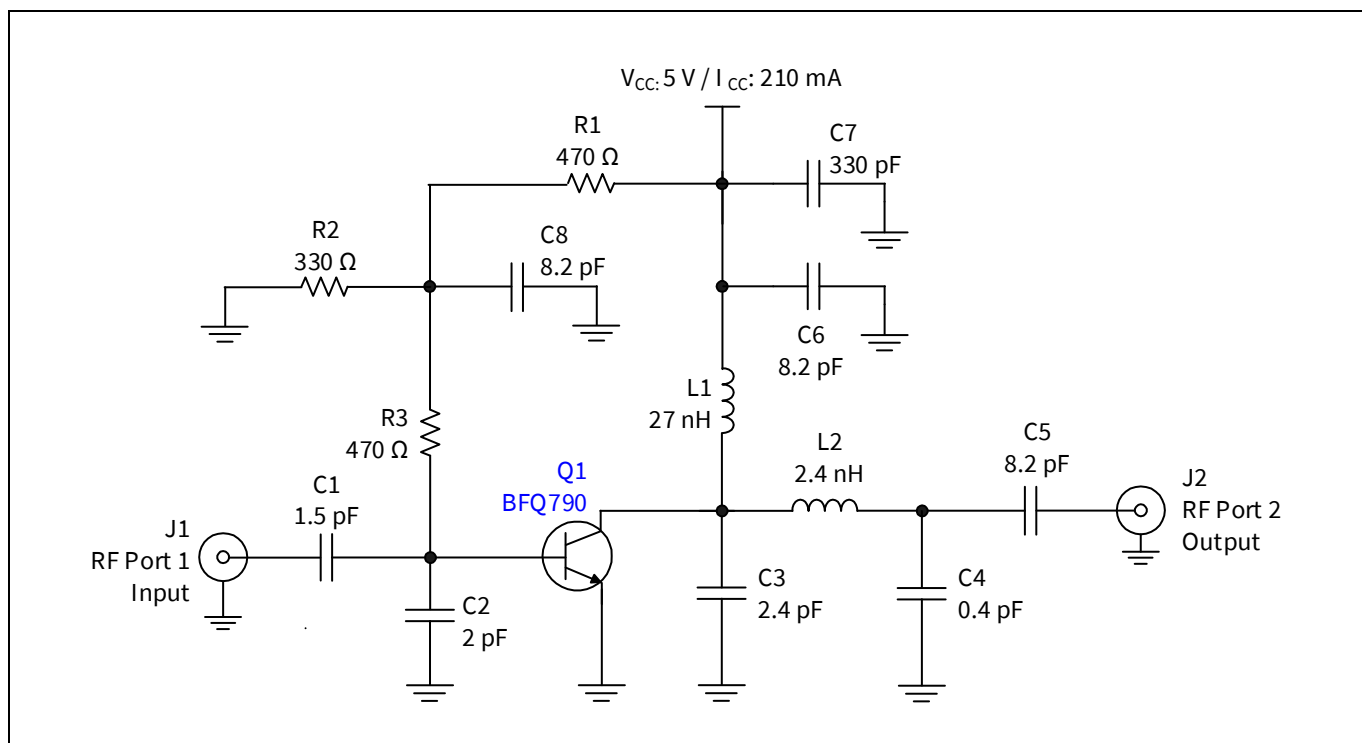 V_CC: 5 V / I_CC: 210 mA
R1
470 Ω
C7
330 pF
R2
330 Ω
C8
8.2 pF
C6
8.2 pF
L1
27 nH
R3
470 Ω
L2
2.4 nH
C5
8.2 pF
Q1
BFQ790
C1
1.5 pF
J1
RF Port 1
Input
J2
RF Port 2
Output
C2
2 pF
C3
2.4 pF
C4
0.4 pF